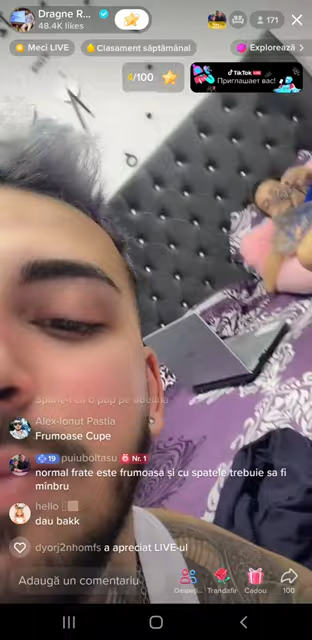 Dragne R...
48.4K likes
171
Meci LIVE
Clasament săptămânal
Explorează >
0/100
TikTok LIVE
Приглашает вас!
Alex-Ionut Pastia
Frumoase Cupe
19 puiuboltasu Nr. 1
normal frate este frumoasa și cu spatele trebuie sa fi
mînbru
hello
dau bakk
dyorj2nhomfs a apreciat LIVE-ul
Adaugă un comentariu
Trandafir
Cadou
100